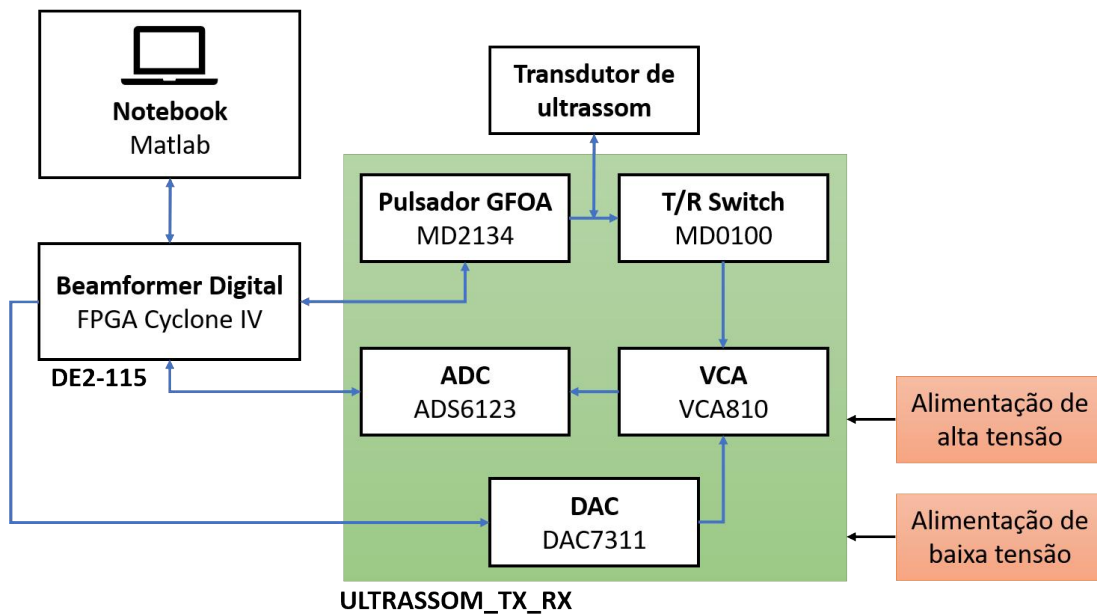 Notebook
Matlab
Transdutor de
ultrassom
Pulsador GFOA
MD2134
T/R Switch
MD0100
Beamformer Digital
FPGA Cyclone IV
DE2-115
ADC
ADS6123
VCA
VCA810
Alimentação de
alta tensão
DAC
DAC7311
Alimentação de
baixa tensão
ULTRASSOM_TX_RX